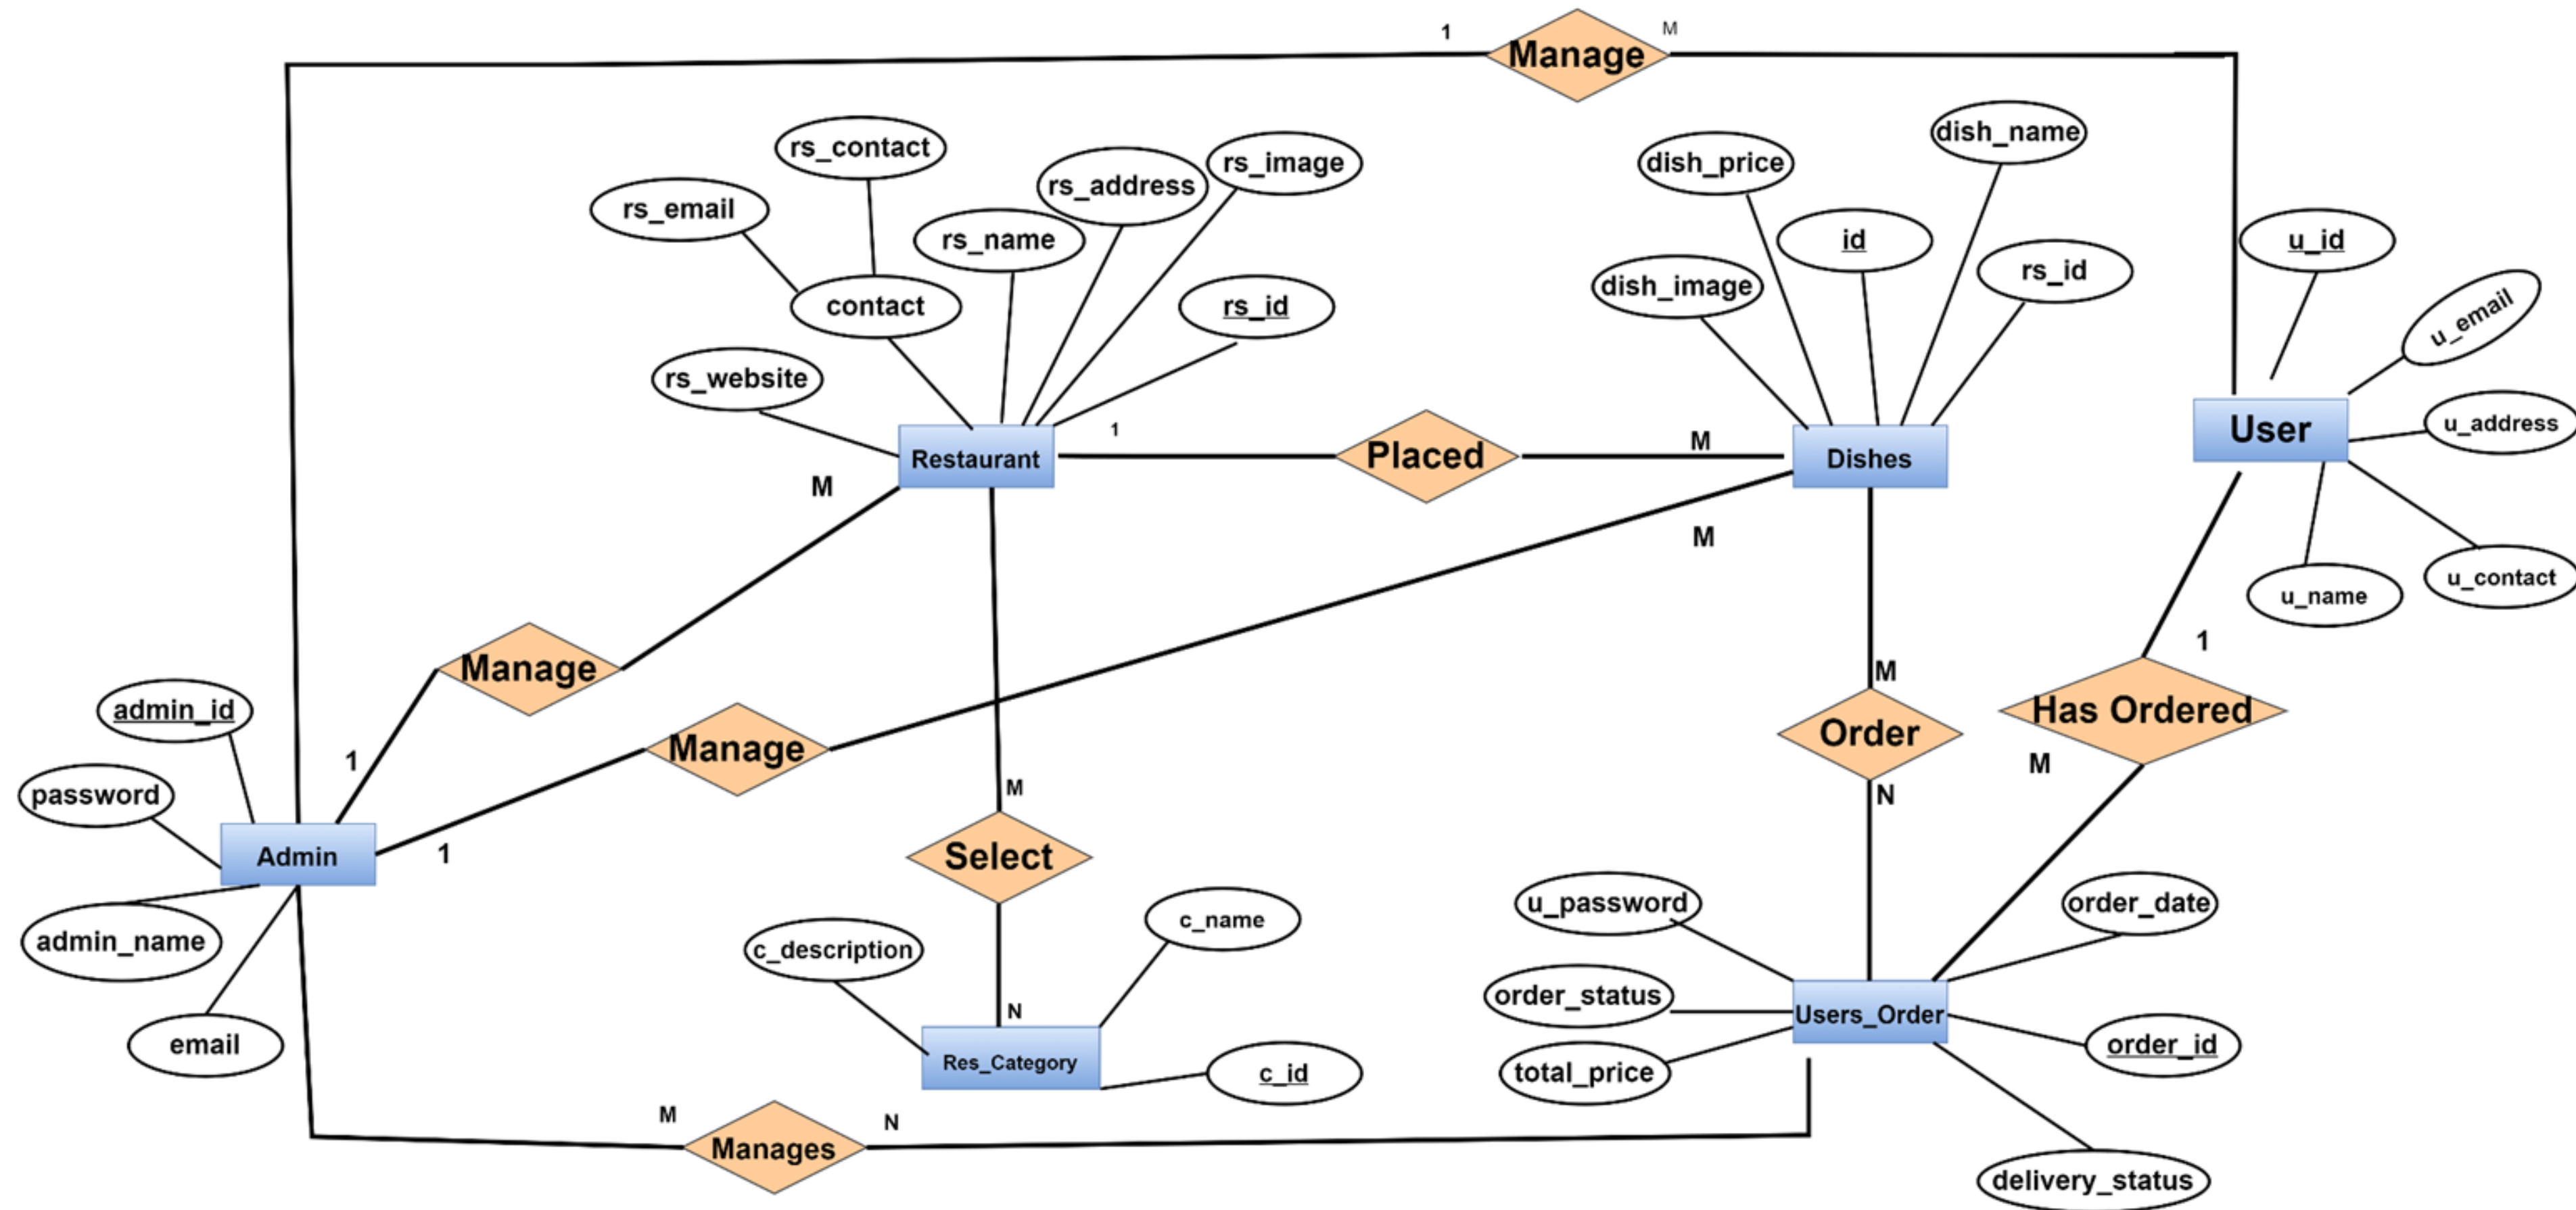 1
Manage
M
rs_contact
rs_email
rs_name
rs_address
rs_image
contact
rs_id
rs_website
dish_price
dish_name
id
dish_image
rs_id
u_id
u_email
u_address
User
u_name
u_contact
Restaurant
1
Placed
M
Dishes
M
M
Manage
1
Manage
1
admin_id
password
Admin
admin_name
email
M
Select
N
c_description
c_name
Res_Category
c_id
M
Order
N
1
Has Ordered
M
u_password
order_date
order_status
Users_Order
total_price
order_id
delivery_status
M
Manages
N